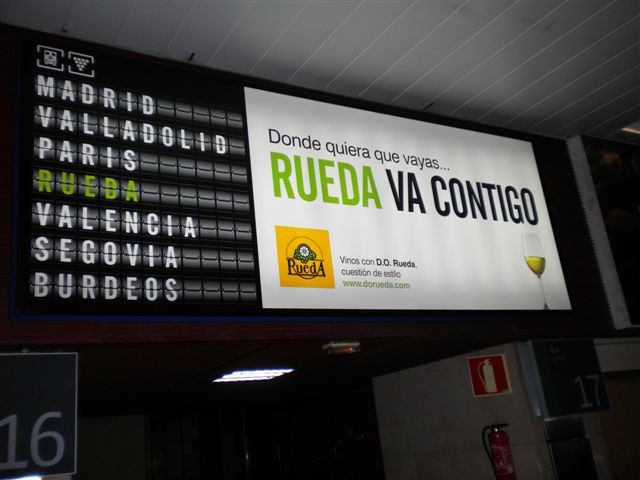 MADRID
VALLADOLID
PARIS
RUEDA
VALENCIA
SEGOVIA
BURDEOS
Donde quiera que vayas...
RUEDA VA CONTIGO
RuedA
Vinos con D.O. Rueda,
cuestión de estilo
www.dorueda.com
16
17